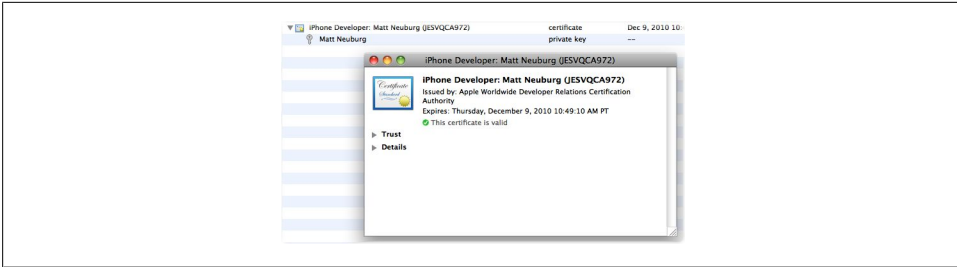 iPhone Developer: Matt Neuburg (JESVQCA972) certificate Dec 9, 2010 10:
Matt Neuburg private key --
iPhone Developer: Matt Neuburg (JESVQCA972)
Certificate
Standard
iPhone Developer: Matt Neuburg (JESVQCA972)
Issued by: Apple Worldwide Developer Relations Certification
Authority
Expires: Thursday, December 9, 2010 10:49:10 AM PT
This certificate is valid
Trust
Details